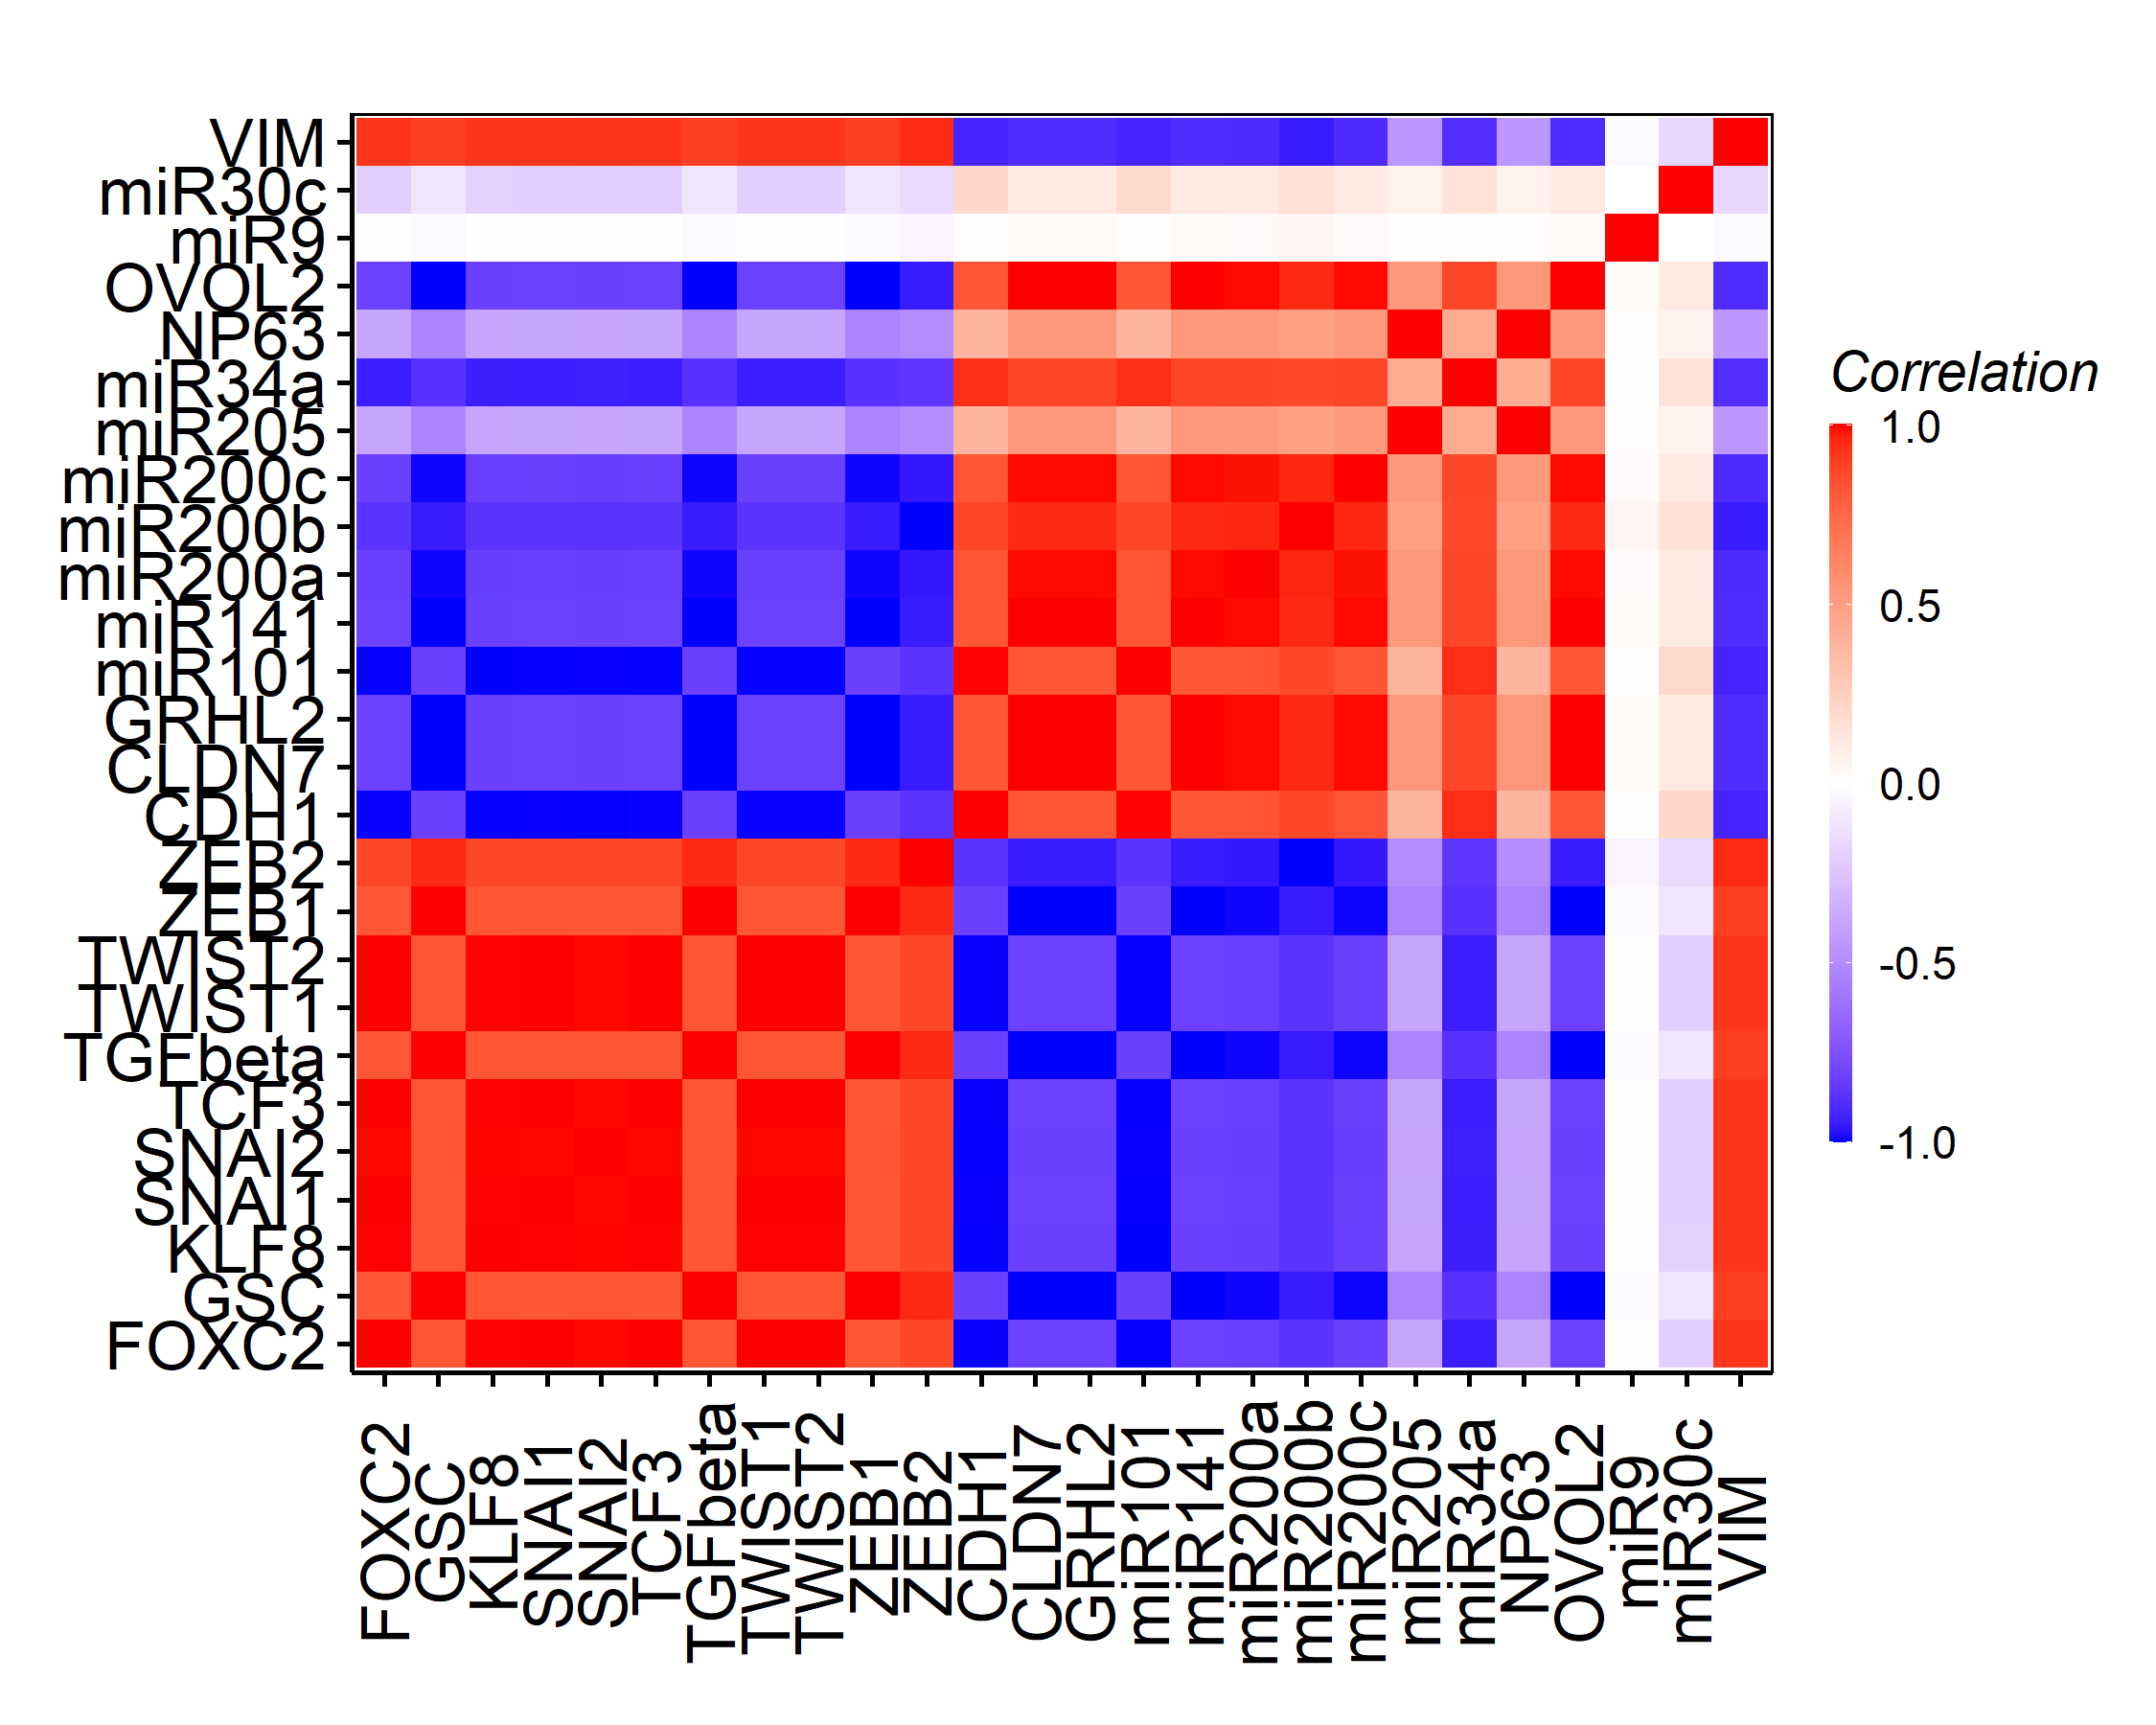 VIM
miR30c
miR9
OVOL2
NP63
miR34a
miR205
miR200c
miR200b
miR200a
miR141
miR101
GRHL2
CLDN7
CDH1
ZEB2
ZEB1
TWIST2
TWIST1
TGFbeta
TCF3
SNAI2
SNAI1
KLF8
GSC
FOXC2
FOXC2
GSC
KLF8
SNAI1
SNAI2
TCF3
TGFbeta
TWIST1
TWIST2
ZEB1
ZEB2
CDH1
CLDN7
GRHL2
miR101
miR141
miR200a
miR200b
miR200c
miR205
miR34a
NP63
OVOL2
miR9
miR30c
VIM
Correlation
1.0
0.5
0.0
-0.5
-1.0